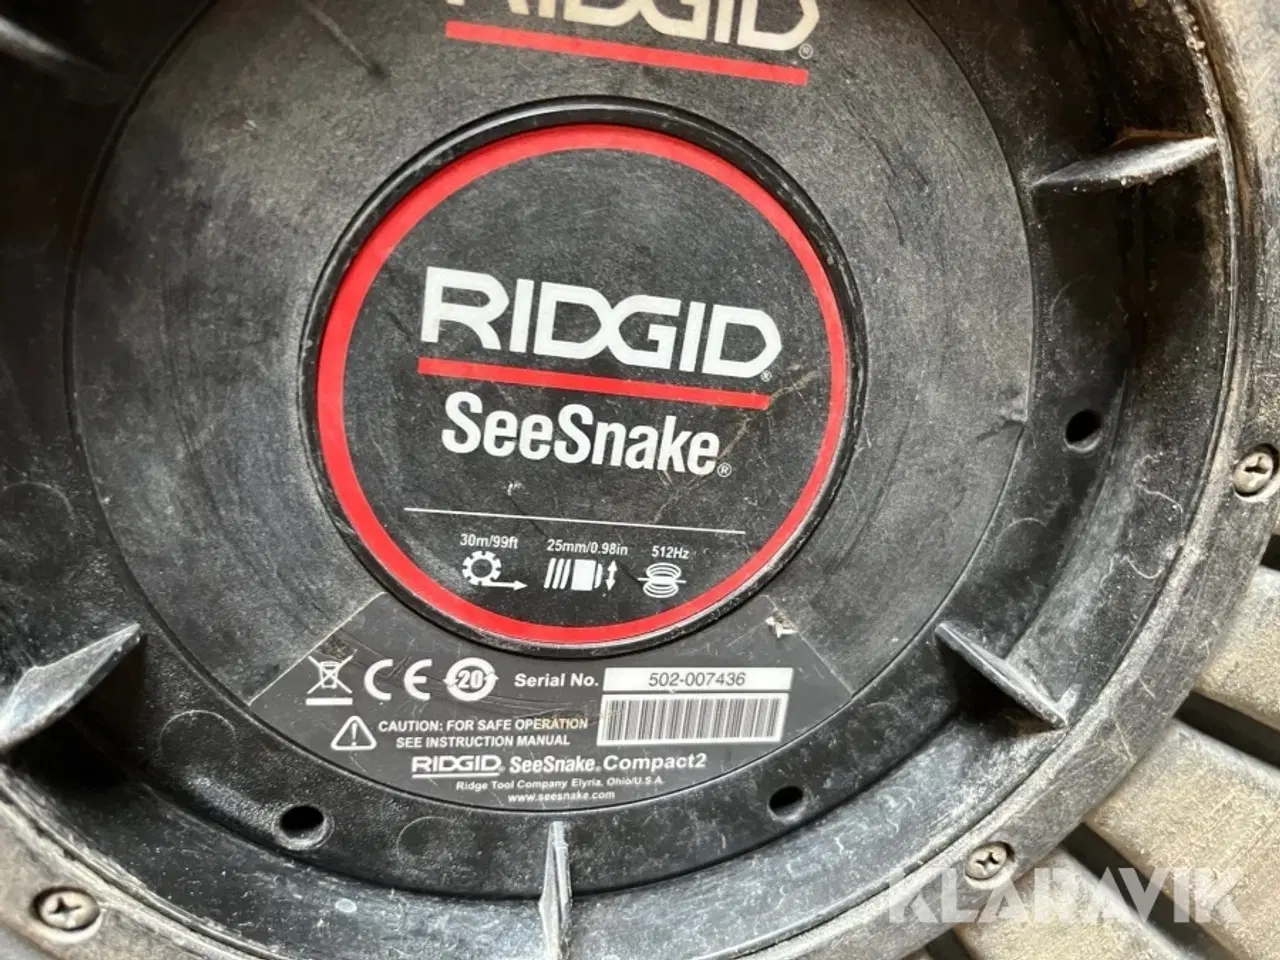 RIDGID®
RIDGID®
SeeSnake®
30m/99ft 25mm/0.98in 512Hz
CE 20 Serial No. 502-007436
CAUTION: FOR SAFE OPERATION
SEE INSTRUCTION MANUAL
RIDGID® SeeSnake® Compact2
Ridge Tool Company Elyria, Ohio/U.S.A.
www.seesnake.com
KLARAVIK